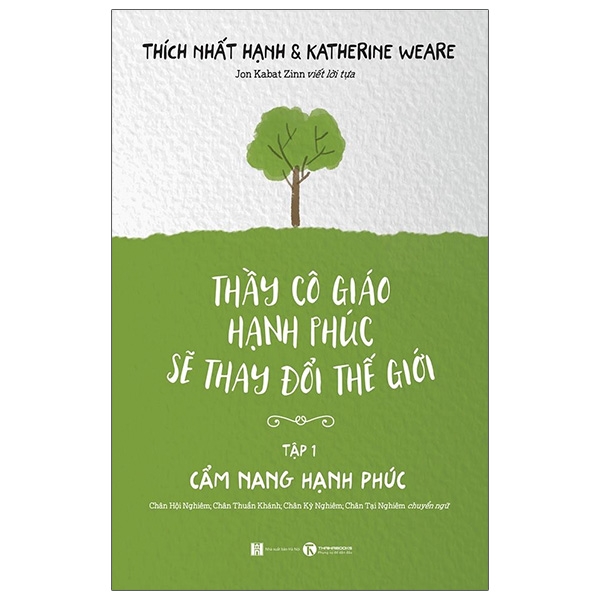 THÍCH NHẤT HẠNH & KATHERINE WEARE
Jon Kabat Zinn viết lời tựa
THẦY CÔ GIÁO
HẠNH PHÚC
SẼ THAY ĐỔI THẾ GIỚI
TẬP 1
CẨM NANG HẠNH PHÚC
Chân Hội Nghiêm; Chân Thuần Khánh; Chân Kỳ Nghiêm; Chân Tại Nghiêm chuyển ngữ
THAIHABOOKS